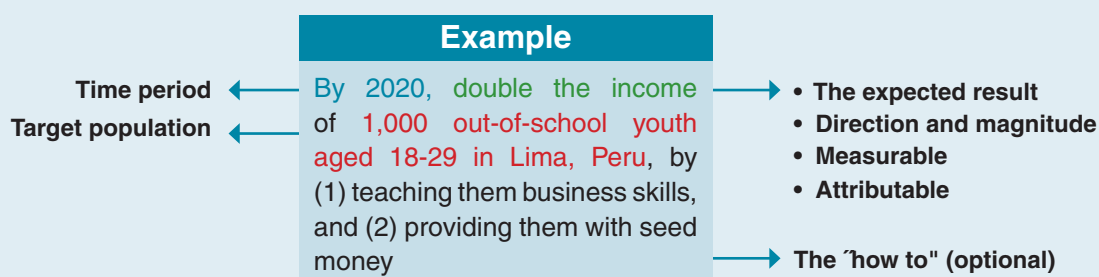 Example
Time period
Target population
By 2020, double the income
of 1,000 out-of-school youth
aged 18-29 in Lima, Peru, by
(1) teaching them business skills,
and (2) providing them with seed
money
• The expected result
• Direction and magnitude
• Measurable
• Attributable
The ˝how to" (optional)